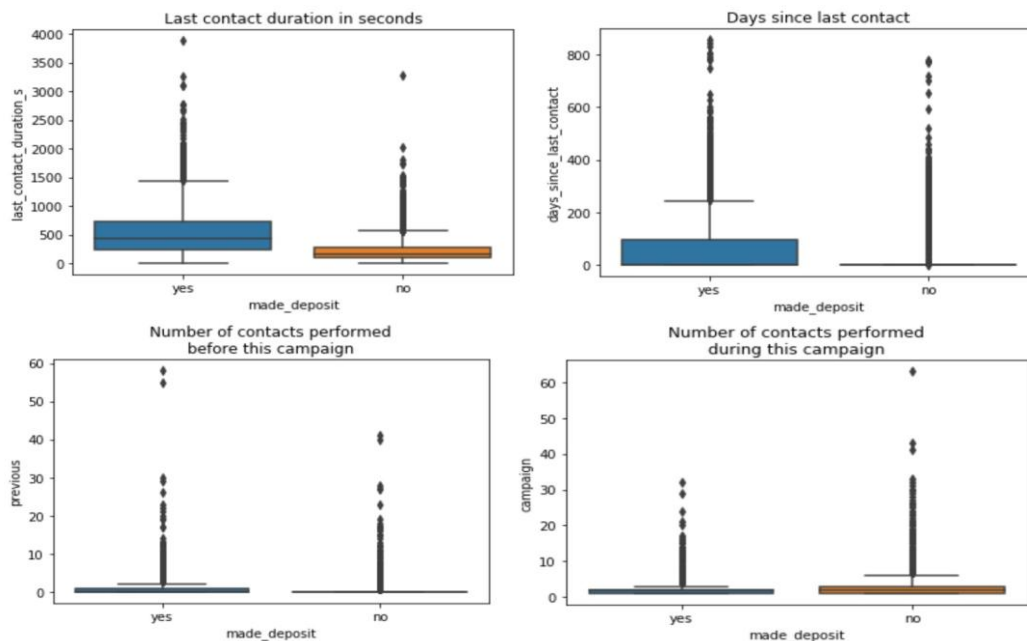 Last contact duration in seconds
4000
3500
3000
2500
2000
1500
1000
500
0
last_contact_duration_s
yes
no
made_deposit
Days since last contact
800
600
400
200
0
days_since_last_contact
yes
no
made_deposit
Number of contacts performed
before this campaign
60
50
40
30
20
10
0
previous
yes
no
made_deposit
Number of contacts performed
during this campaign
60
50
40
30
20
10
0
campaign
yes
no
made_deposit